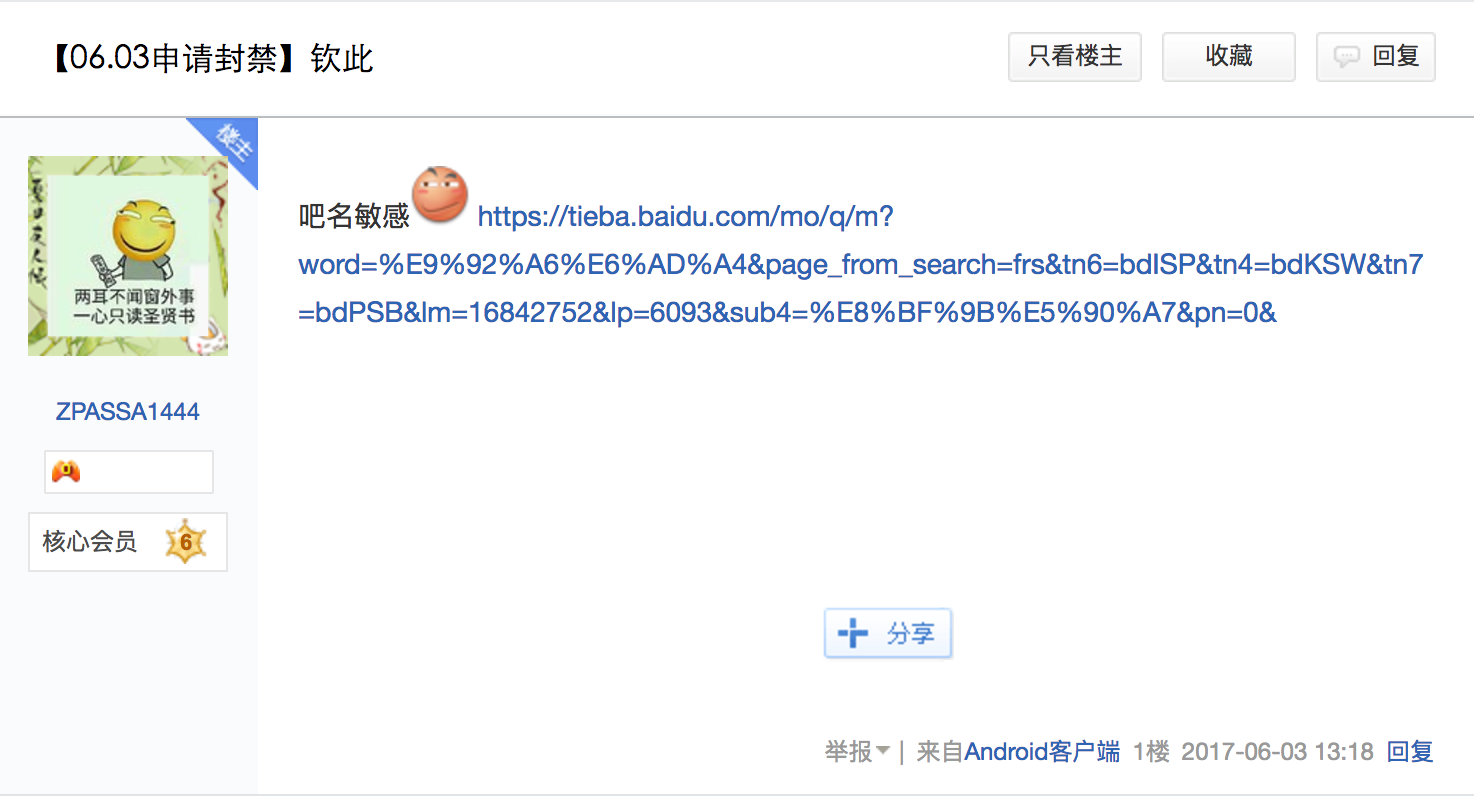 【06.03申请封禁】钦此
只看楼主
收藏
回复
楼主
两耳不闻窗外事
一心只读圣贤书
ZPASSA1444
核心会员 6
吧名敏感 https://tieba.baidu.com/mo/q/m?
word=%E9%92%A6%E6%AD%A4&page_from_search=frs&tn6=bdISP&tn4=bdKSW&tn7
=bdPSB&lm=16842752&lp=6093&sub4=%E8%BF%9B%E5%90%A7&pn=0&
分享
举报 | 来自Android客户端 1楼 2017-06-03 13:18 回复